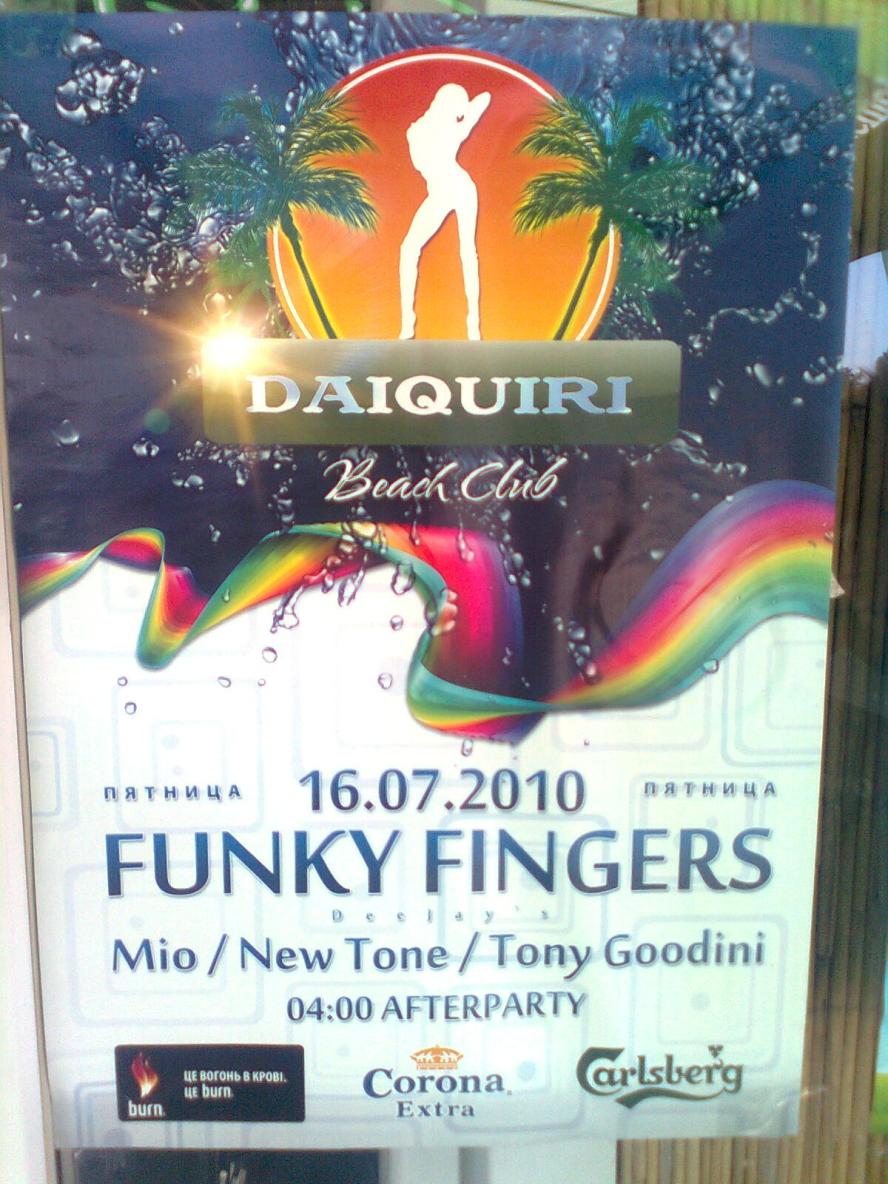 DAIQUIRI
Beach Club
ПЯТНИЦА 16.07.2010 ПЯТНИЦА
FUNKY FINGERS
Deejay's
Mio / New Tone / Tony Goodini
04:00 AFTERPARTY
ЦЕ ВОГОНЬ В КРОВІ.
ЦЕ burn.
burn.
Corona
Extra
Carlsberg